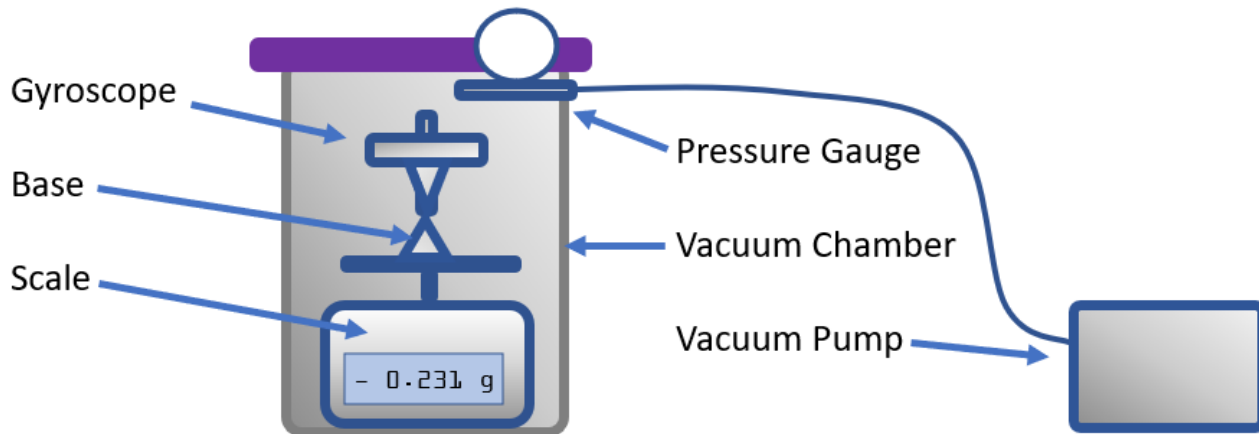 Gyroscope
Base
Scale
- 0.231 g
Pressure Gauge
Vacuum Chamber
Vacuum Pump